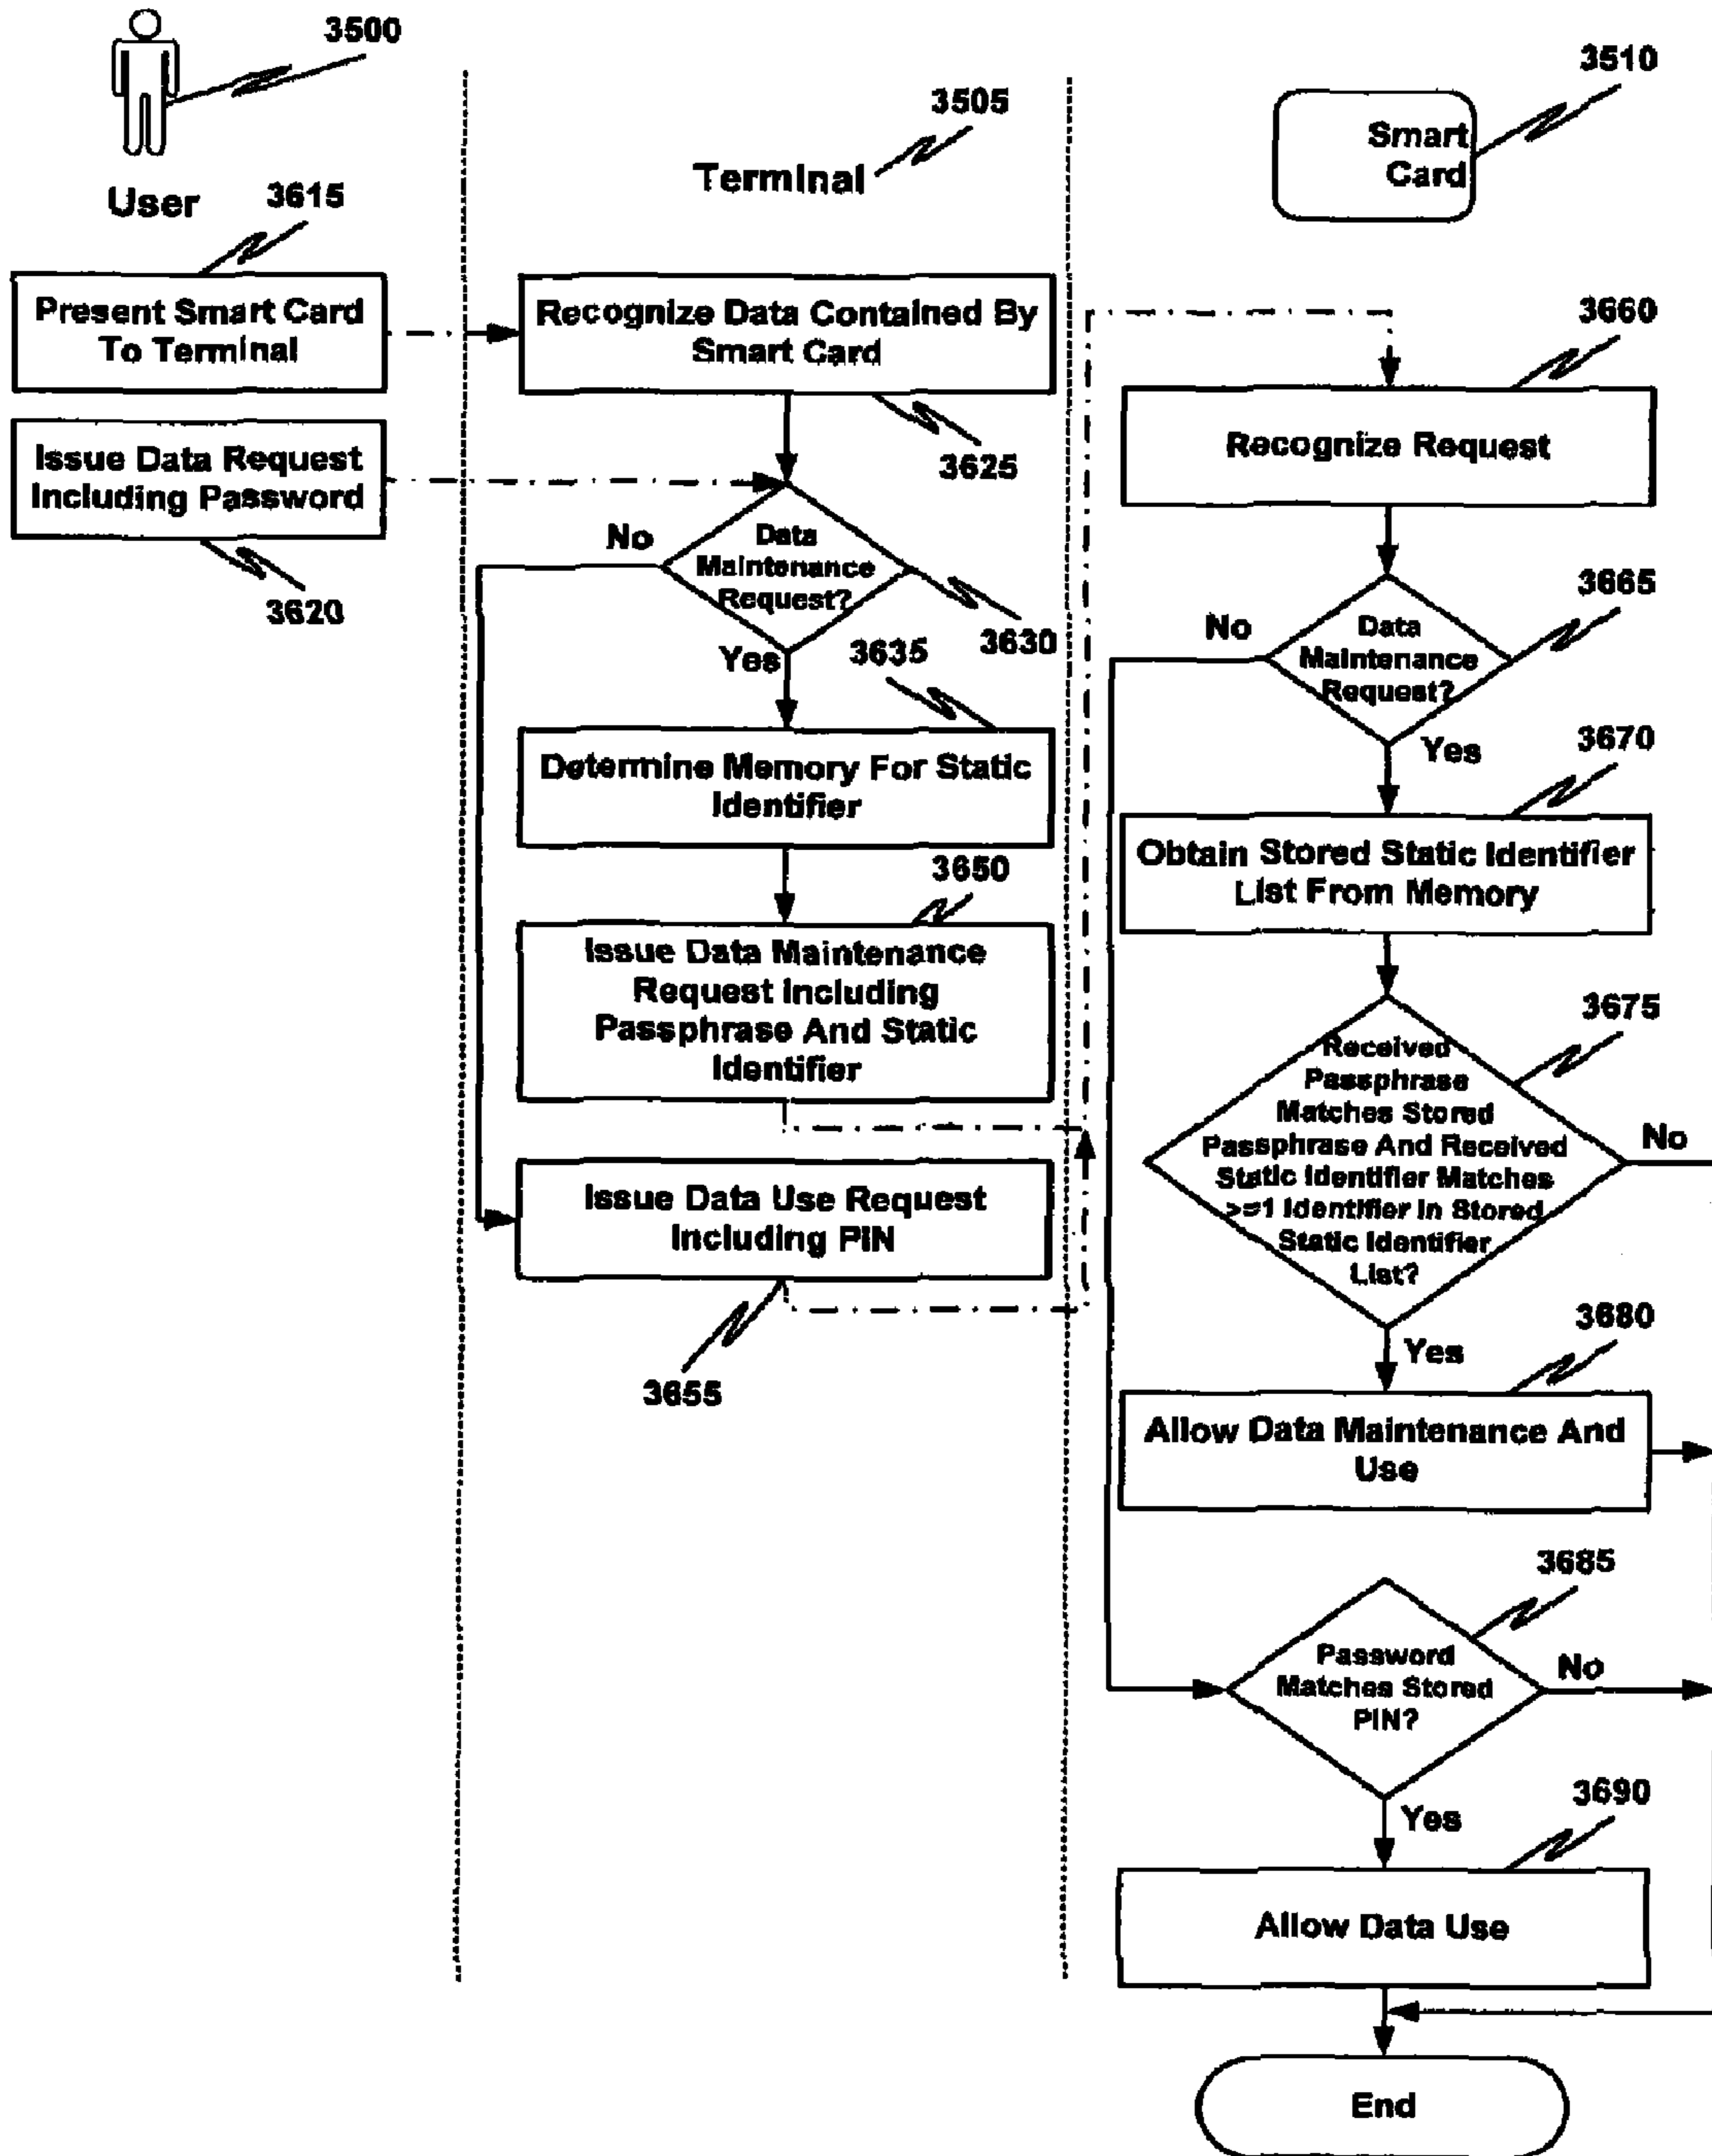 3500
User
3615
Present Smart Card
To Terminal
Issue Data Request
Including Password
3620
3505
Terminal
Recognize Data Contained By
Smart Card
3625
Data
Maintenance
Request?
No
3630
Yes
3635
Determine Memory For Static
Identifier
3650
Issue Data Maintenance
Request Including
Passphrase And Static
Identifier
Issue Data Use Request
Including PIN
3655
3510
Smart
Card
3660
Recognize Request
3665
Data
Maintenance
Request?
No
Yes
3670
Obtain Stored Static Identifier
List From Memory
3675
Received
Passphrase
Matches Stored
Passphrase And Received
Static Identifier Matches
>=1 Identifier In Stored
Static Identifier
List?
No
Yes
3680
Allow Data Maintenance And
Use
3685
Password
Matches Stored
PIN?
No
Yes
3690
Allow Data Use
End